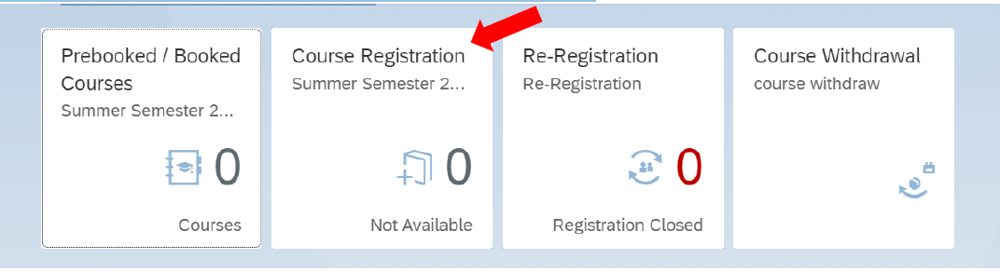 Prebooked / Booked
Courses
Summer Semester 2...
0
Courses
Course Registration
Summer Semester 2...
0
Not Available
Re-Registration
Re-Registration
0
Registration Closed
Course Withdrawal
course withdraw